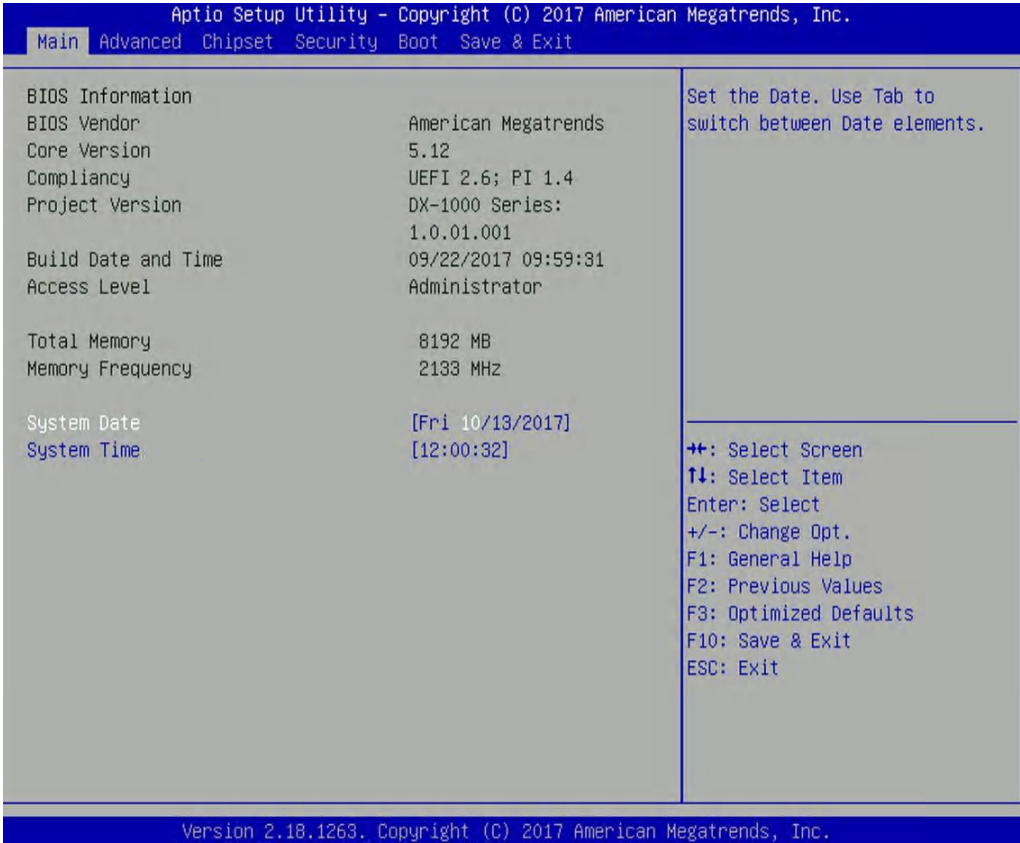 Aptio Setup Utility – Copyright (C) 2017 American Megatrends, Inc.
Main Advanced Chipset Security Boot Save & Exit
BIOS Information
BIOS Vendor American Megatrends
Core Version 5.12
Compliancy UEFI 2.6; PI 1.4
Project Version DX-1000 Series:
1.0.01.001
Build Date and Time 09/22/2017 09:59:31
Access Level Administrator
Total Memory 8192 MB
Memory Frequency 2133 MHz
System Date [Fri 10/13/2017]
System Time [12:00:32]
Set the Date. Use Tab to
switch between Date elements.
→←: Select Screen
↑↓: Select Item
Enter: Select
+/-: Change Opt.
F1: General Help
F2: Previous Values
F3: Optimized Defaults
F10: Save & Exit
ESC: Exit
Version 2.18.1263. Copyright (C) 2017 American Megatrends, Inc.